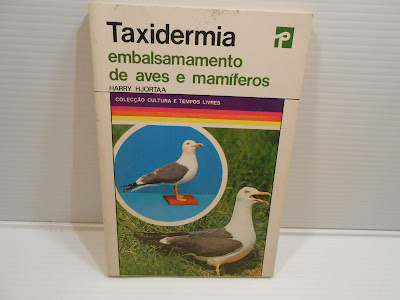 Taxidermia
embalsamamento
de aves e mamíferos
HARRY HJORTAA
COLECÇÃO CULTURA E TEMPOS LIVRES